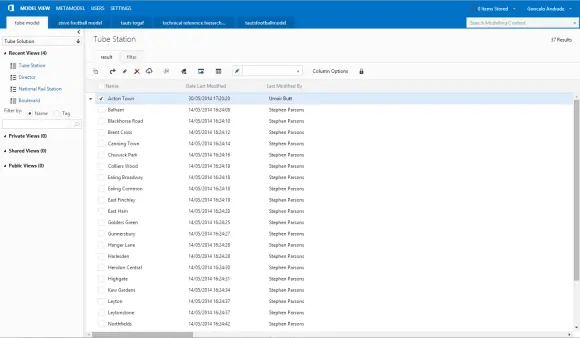 MODEL VIEW METAMODEL USERS SETTINGS 0 Items Stored Goncalo Andrade
tube model steve football model tauts-togaf technical reference hierarch... tautsfootballmodel Search Modelling Content
Tube Solution Tube Station 37 Results
Recent Views (4) result filter
Tube Station
Director
National Rail Station
Boulevard
Column Options
Filter by: Name Tag
Private Views (0)
Shared Views (0)
Public Views (0)
Name Date Last Modified Last Modified By
Acton Town 30/05/2014 17:20:20 Umair Butt
Balham 14/05/2014 16:24:09 Stephen Parsons
Blackhorse Road 14/05/2014 16:24:10 Stephen Parsons
Brent Cross 14/05/2014 16:24:12 Stephen Parsons
Canning Town 14/05/2014 16:24:14 Stephen Parsons
Chiswick Park 14/05/2014 16:24:16 Stephen Parsons
Colliers Wood 14/05/2014 16:24:18 Stephen Parsons
Ealing Broadway 14/05/2014 16:24:18 Stephen Parsons
Ealing Common 14/05/2014 16:24:18 Stephen Parsons
East Finchley 14/05/2014 16:24:18 Stephen Parsons
East Ham 14/05/2014 16:24:20 Stephen Parsons
Golders Green 14/05/2014 16:24:25 Stephen Parsons
Gunnersbury 14/05/2014 16:24:27 Stephen Parsons
Hanger Lane 14/05/2014 16:24:28 Stephen Parsons
Harlesden 14/05/2014 16:24:28 Stephen Parsons
Hendon Central 14/05/2014 16:24:30 Stephen Parsons
Highgate 14/05/2014 16:24:31 Stephen Parsons
Kew Gardens 14/05/2014 16:24:34 Stephen Parsons
Leyton 14/05/2014 16:24:37 Stephen Parsons
Leytonstone 14/05/2014 16:24:37 Stephen Parsons
Northfields 14/05/2014 16:24:42 Stephen Parsons